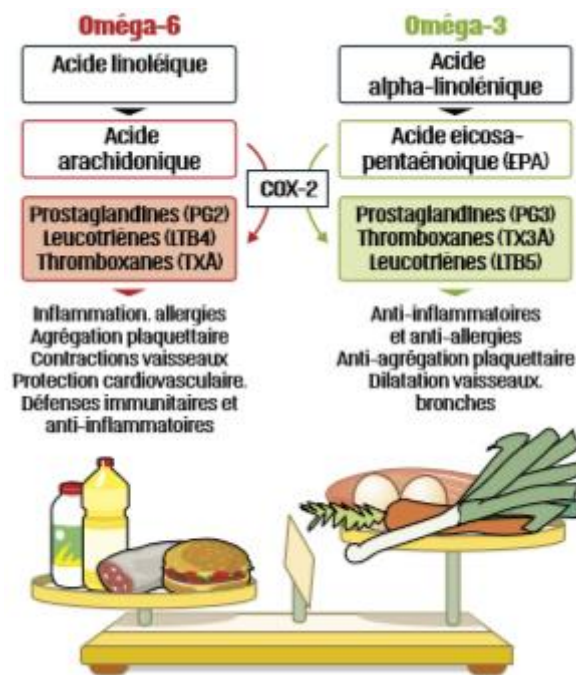 Oméga-6
Acide linoléique
Acide
arachidonique
Prostaglandines (PG2)
Leucotriènes (LTB4)
Thromboxanes (TXA)
Inflammation, allergies
Agrégation plaquettaire
Contractions vaisseaux
Protection cardiovasculaire.
Défenses immunitaires et
anti-inflammatoires
COX-2
Oméga-3
Acide
alpha-linolénique
Acide eicosa-
pentaénoique (EPA)
Prostaglandines (PG3)
Thromboxanes (TX3A)
Leucotriènes (LTB5)
Anti-inflammatoires
et anti-allergies
Anti-agrégation plaquettaire
Dilatation vaisseaux.
bronches